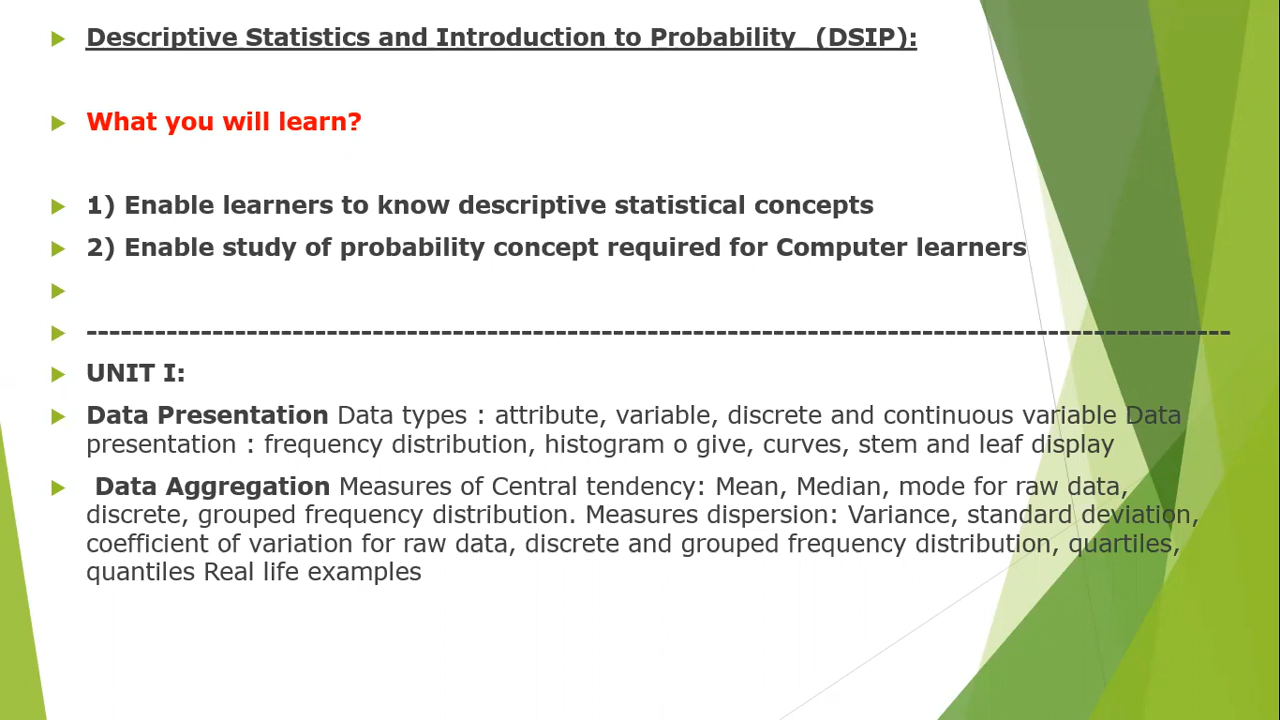 Descriptive Statistics and Introduction to Probability  (DSIP):
What you will learn?
1) Enable learners to know descriptive statistical concepts
2) Enable study of probability concept required for Computer learners
----------------------------------------------------------------------------------------------------
UNIT I:
Data Presentation Data types : attribute, variable, discrete and continuous variable Data
presentation : frequency distribution, histogram o give, curves, stem and leaf display
Data Aggregation Measures of Central tendency: Mean, Median, mode for raw data,
discrete, grouped frequency distribution. Measures dispersion: Variance, standard deviation,
coefficient of variation for raw data, discrete and grouped frequency distribution, quartiles,
quantiles Real life examples